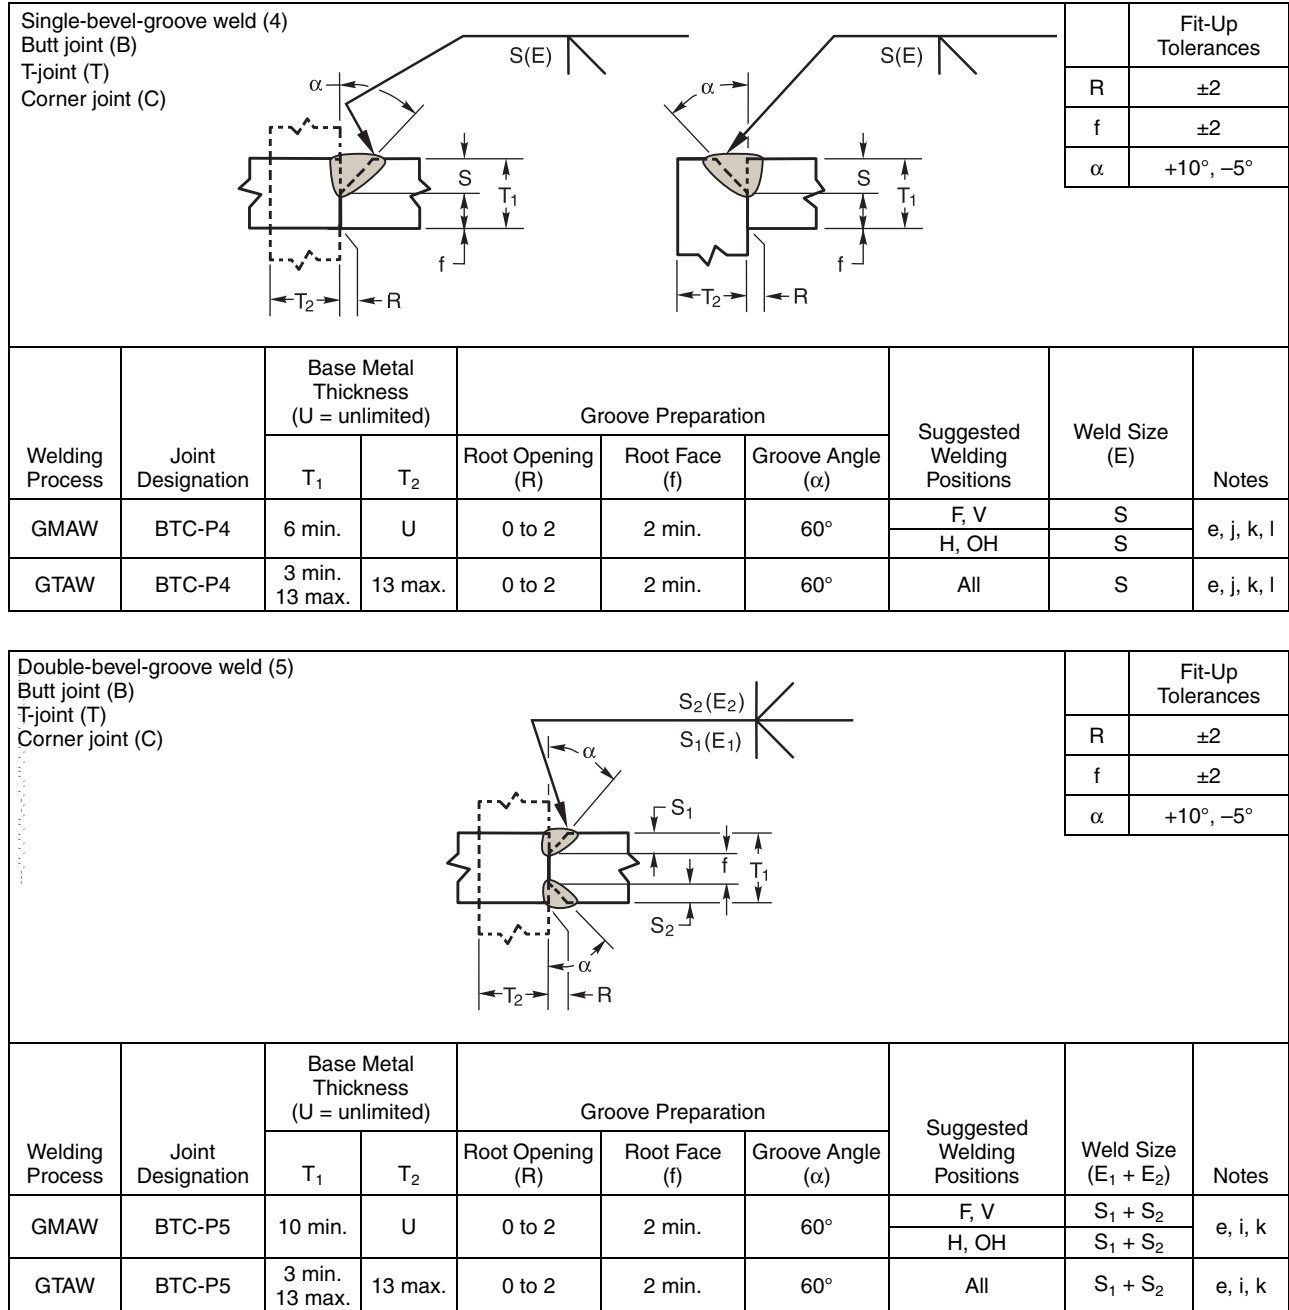 Single-bevel-groove weld (4)
Butt joint (B)
T-joint (T)
Corner joint (C)
S(E)
α
S
T1
f
T2
R
S(E)
α
S
T1
f
T2
R
Fit-Up
Tolerances
R
±2
f
±2
α
+10°, –5°
Welding
Process
Joint
Designation
Base Metal
Thickness
(U = unlimited)
T1
T2
Groove Preparation
Root Opening
(R)
Root Face
(f)
Groove Angle
(α)
Suggested
Welding
Positions
Weld Size
(E)
Notes
GMAW
BTC-P4
6 min.
U
0 to 2
2 min.
60°
F, V
S
H, OH
S
e, j, k, l
GTAW
BTC-P4
3 min.
13 max.
13 max.
0 to 2
2 min.
60°
All
S
e, j, k, l
Double-bevel-groove weld (5)
Butt joint (B)
T-joint (T)
Corner joint (C)
S2(E2)
S1(E1)
α
S1
f
T1
S2
α
T2
R
Fit-Up
Tolerances
R
±2
f
±2
α
+10°, –5°
Welding
Process
Joint
Designation
Base Metal
Thickness
(U = unlimited)
T1
T2
Groove Preparation
Root Opening
(R)
Root Face
(f)
Groove Angle
(α)
Suggested
Welding
Positions
Weld Size
(E1 + E2)
Notes
GMAW
BTC-P5
10 min.
U
0 to 2
2 min.
60°
F, V
S1 + S2
H, OH
S1 + S2
e, i, k
GTAW
BTC-P5
3 min.
13 max.
13 max.
0 to 2
2 min.
60°
All
S1 + S2
e, i, k